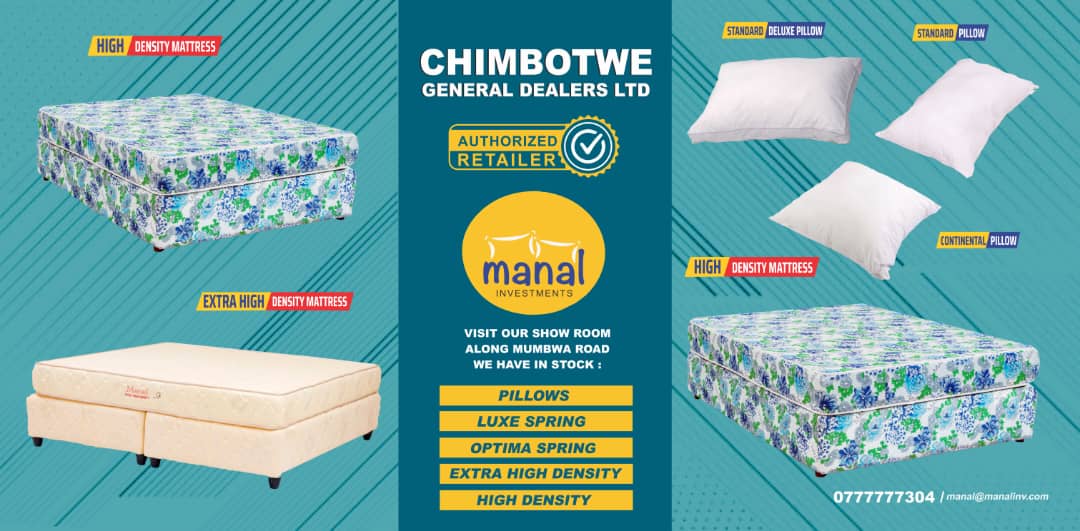 HIGH DENSITY MATTRESS
EXTRA HIGH DENSITY MATTRESS
Manal
CHIMBOTWE
GENERAL DEALERS LTD
AUTHORIZED
RETAILER
manal
INVESTMENTS
VISIT OUR SHOW ROOM
ALONG MUMBWA ROAD
WE HAVE IN STOCK :
PILLOWS
LUXE SPRING
OPTIMA SPRING
EXTRA HIGH DENSITY
HIGH DENSITY
STANDARD DELUXE PILLOW
STANDARD PILLOW
CONTINENTAL PILLOW
HIGH DENSITY MATTRESS
0777777304 / manal@manalinv.com